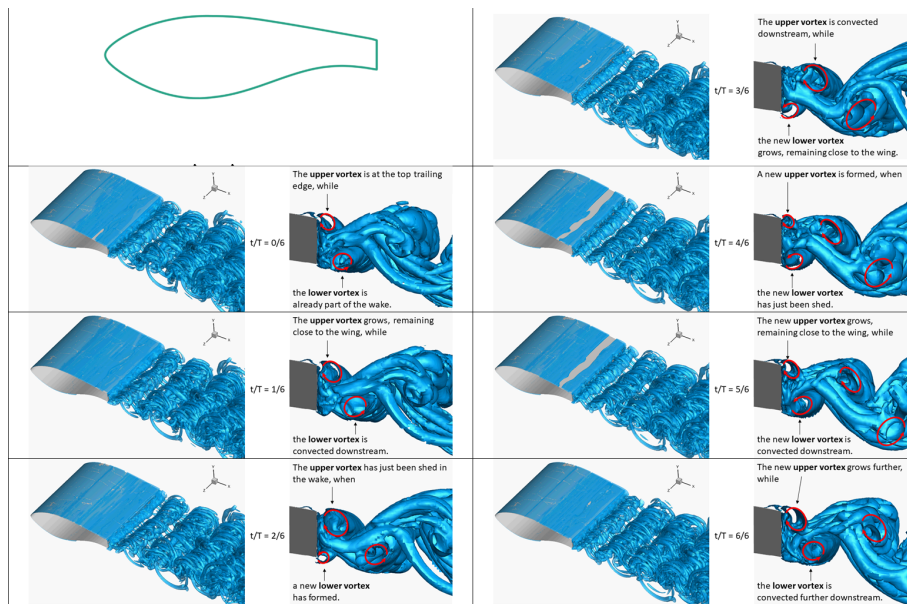 The upper vortex is convected
downstream, while
t/T = 3/6
the new lower vortex
grows, remaining close to the wing.
The upper vortex is at the top trailing
edge, while
t/T = 0/6
the lower vortex is
already part of the wake.
A new upper vortex is formed, when
t/T = 4/6
the new lower vortex
has just been shed.
The upper vortex grows, remaining
close to the wing, while
t/T = 1/6
the lower vortex is
convected downstream.
The new upper vortex grows,
remaining close to the wing, while
t/T = 5/6
the new lower vortex is
convected downstream.
The upper vortex has just been shed in
the wake, when
t/T = 2/6
a new lower vortex
has formed.
The new upper vortex grows further,
while
t/T = 6/6
the lower vortex is
convected further downstream.